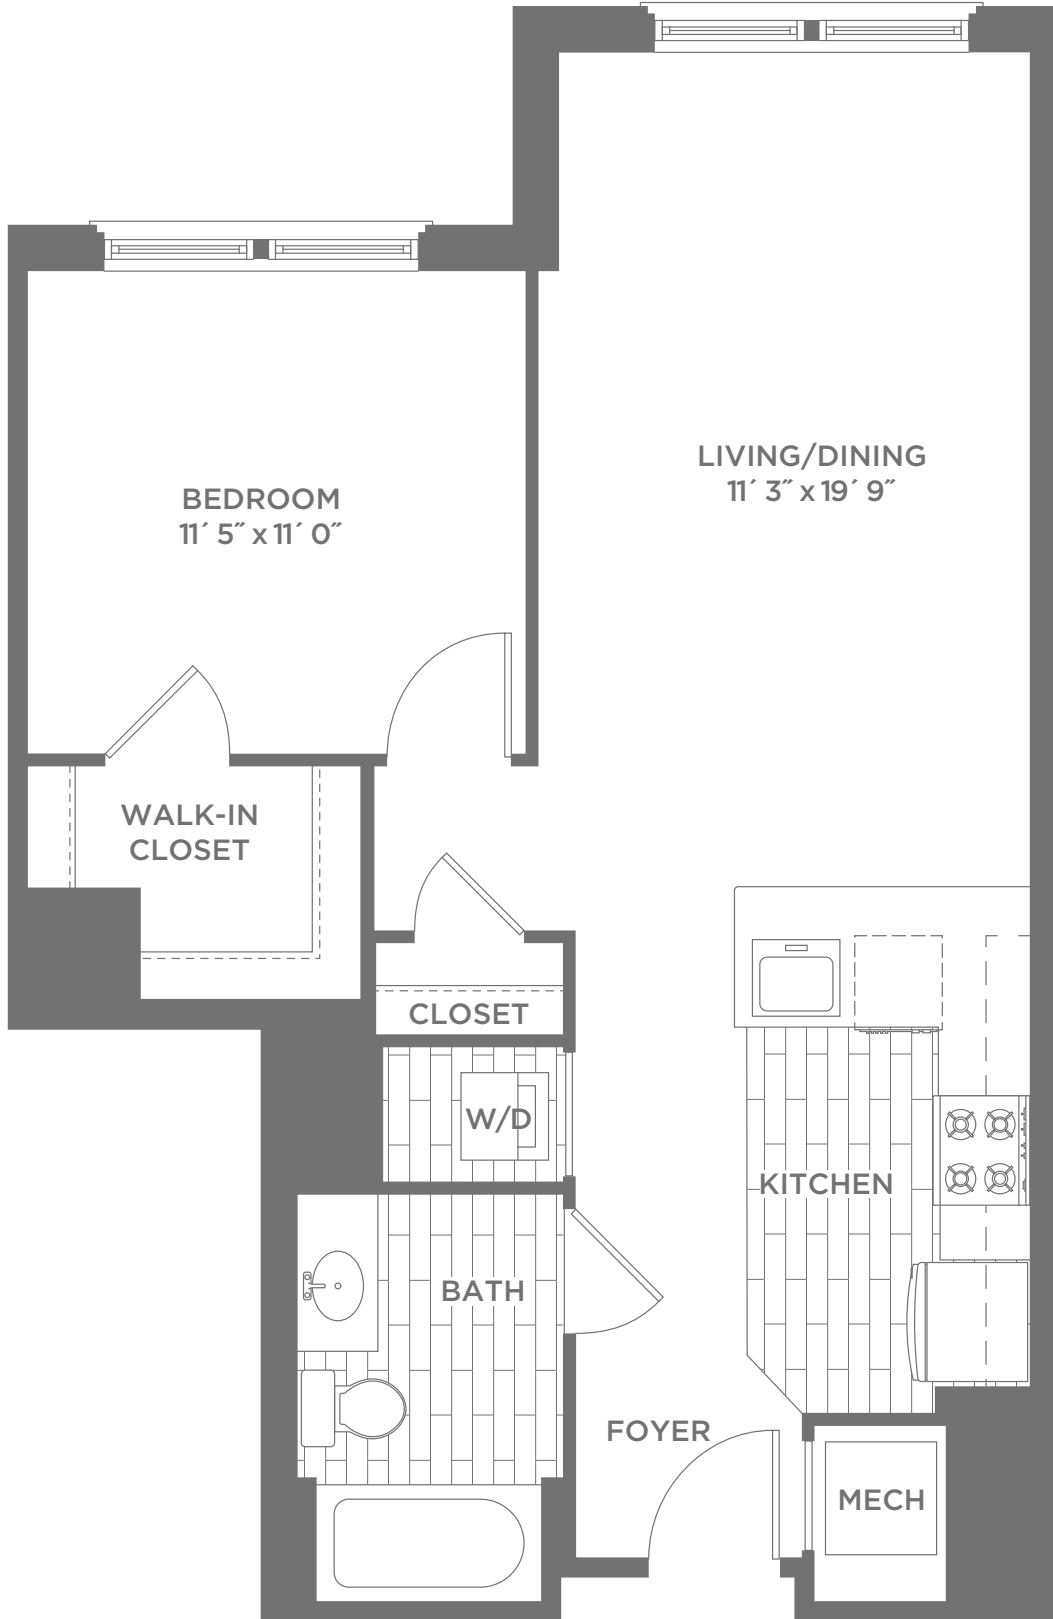 LIVING/DINING
11´ 3˝ x 19´ 9˝
BEDROOM
11´ 5˝ x 11´ 0˝
WALK-IN
CLOSET
CLOSET
W/D
KITCHEN
BATH
FOYER
MECH